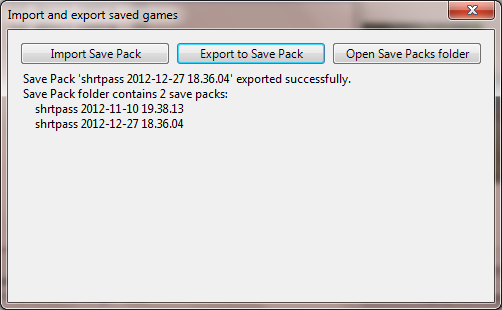 Import and export saved games
Import Save Pack
Export to Save Pack
Open Save Packs folder
Save Pack 'shrtpass 2012-12-27 18.36.04' exported successfully.
Save Pack folder contains 2 save packs:
shrtpass 2012-11-10 19.38.13
shrtpass 2012-12-27 18.36.04